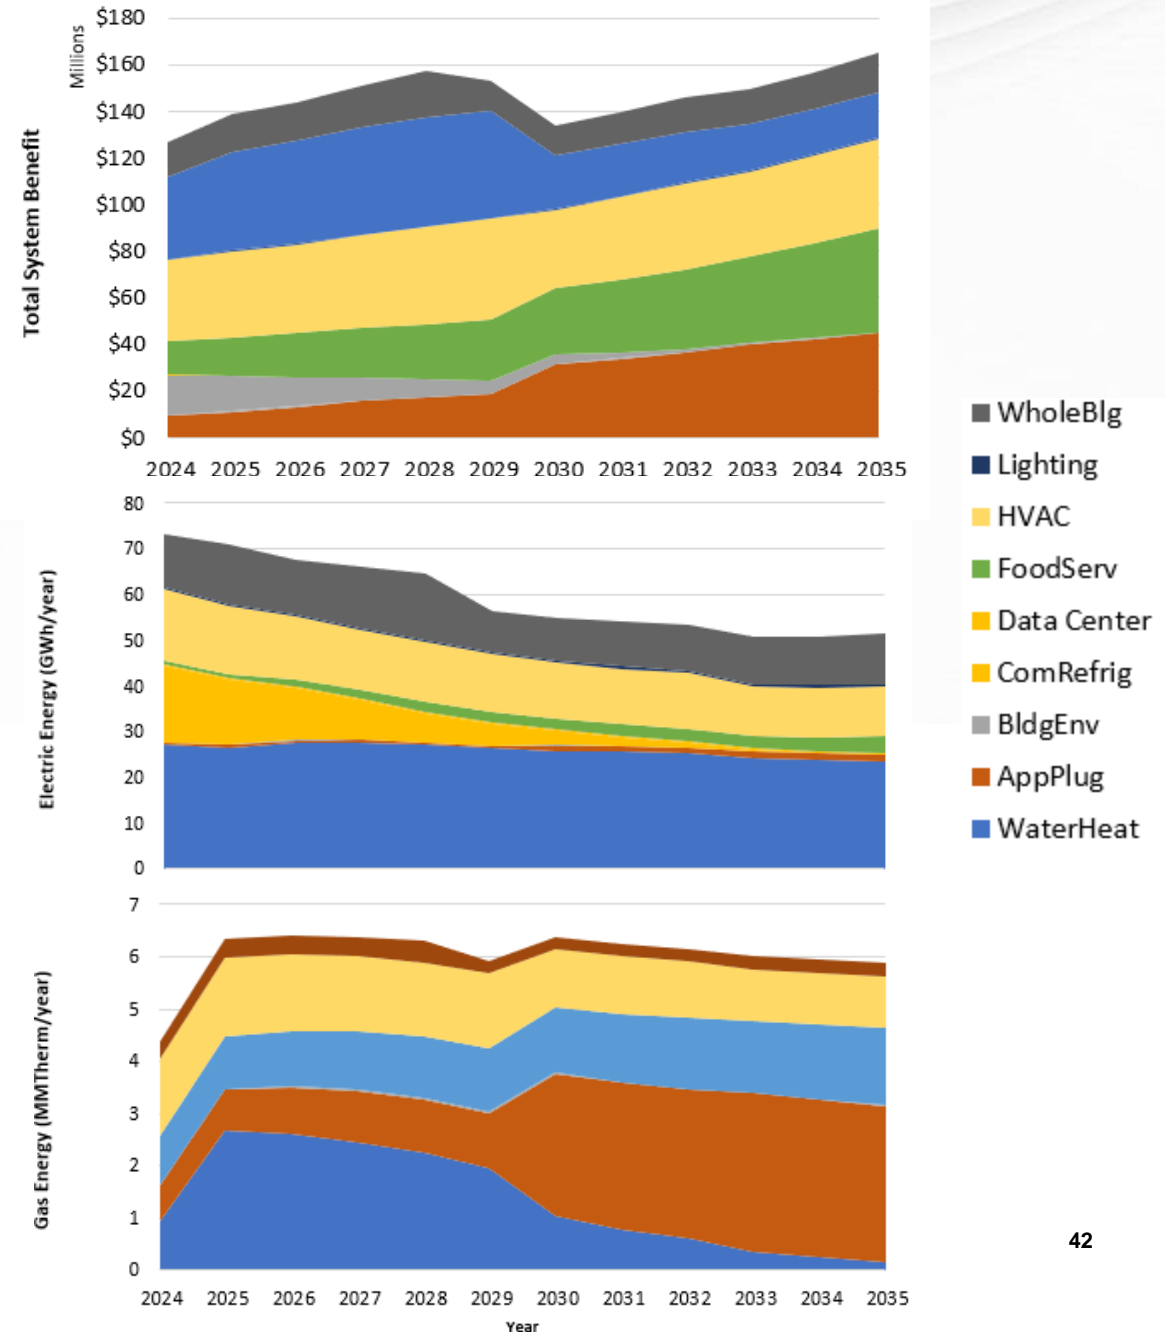 Total System Benefit
Millions
$180
$160
$140
$120
$100
$80
$60
$40
$20
$0
2024 2025 2026 2027 2028 2029 2030 2031 2032 2033 2034 2035
Electric Energy (GWh/year)
80
70
60
50
40
30
20
10
0
Gas Energy (MMTherm/year)
7
6
5
4
3
2
1
0
2024 2025 2026 2027 2028 2029 2030 2031 2032 2033 2034 2035
Year
WholeBlg
Lighting
HVAC
FoodServ
Data Center
ComRefrig
BldgEnv
AppPlug
WaterHeat
42